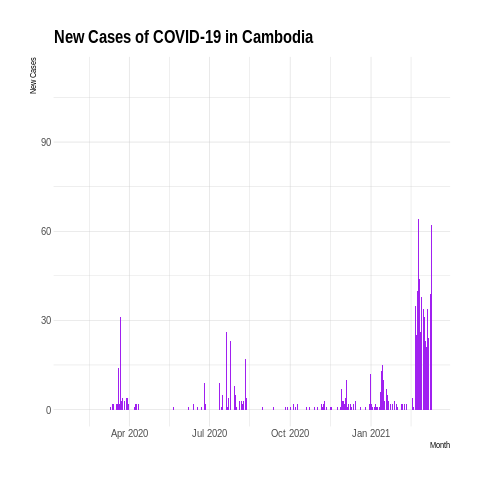 New Cases of COVID-19 in Cambodia
New Cases
90
60
30
0
Apr 2020 Jul 2020 Oct 2020 Jan 2021
Month